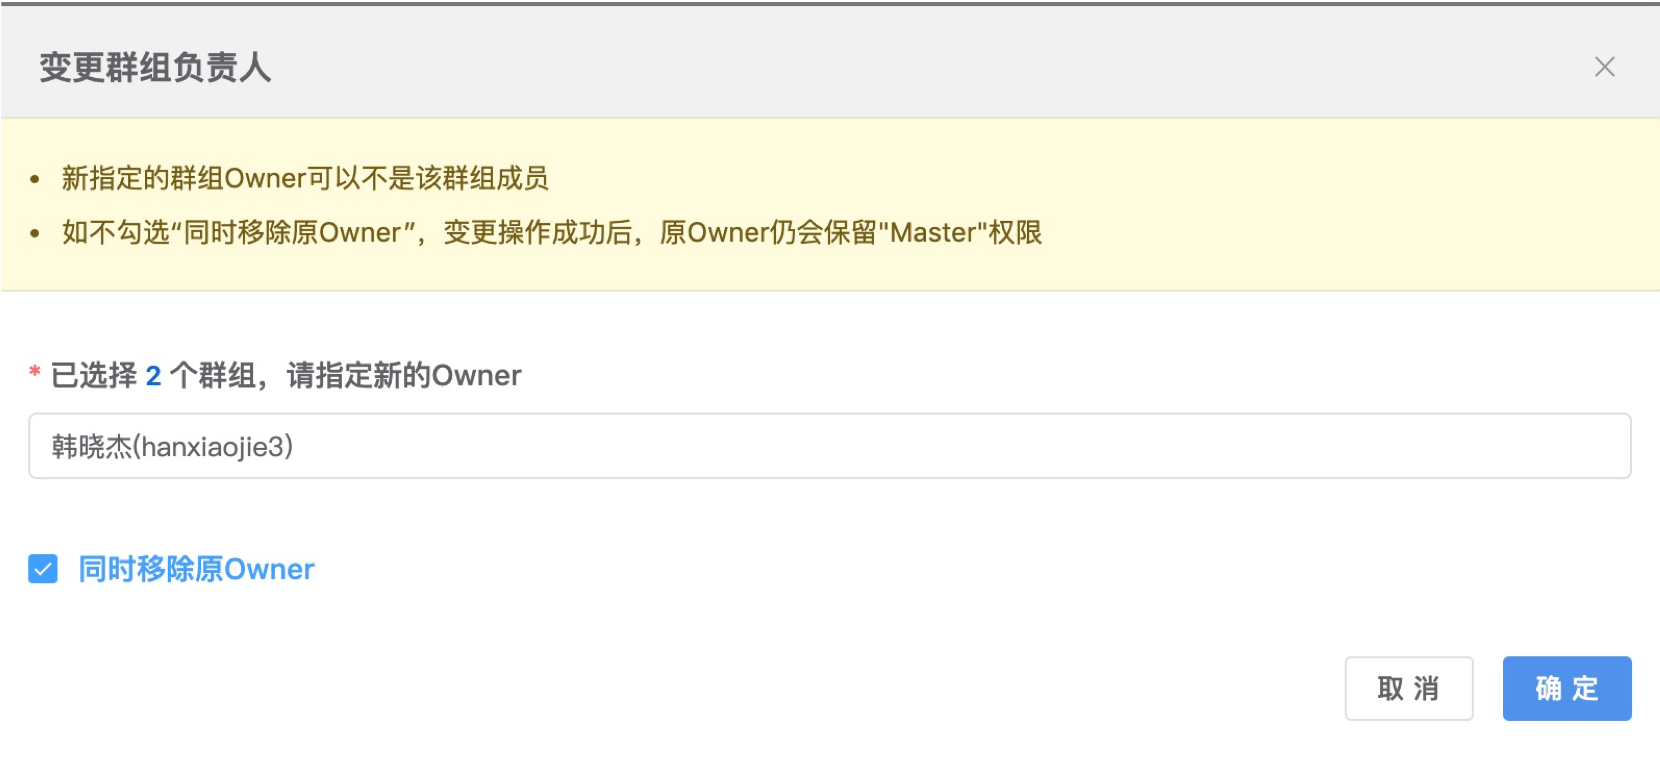 变更群组负责人
• 新指定的群组Owner可以不是该群组成员
• 如不勾选“同时移除原Owner”，变更操作成功后，原Owner仍会保留"Master"权限
* 已选择 2 个群组，请指定新的Owner
韩晓杰(hanxiaojie3)
同时移除原Owner
取 消
确 定